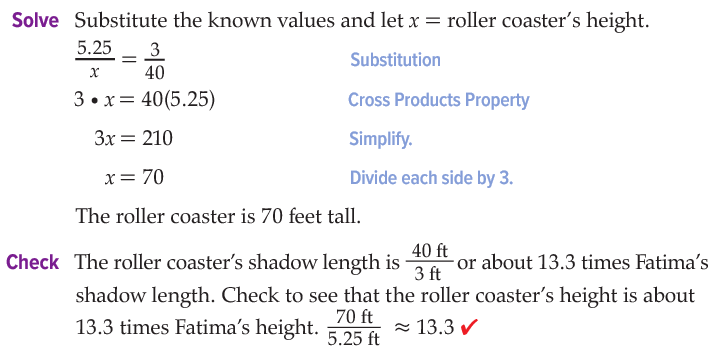 Solve Substitute the known values and let x = roller coaster's height.
5.25/x = 3/40 Substitution
3 • x = 40(5.25) Cross Products Property
3x = 210 Simplify.
x = 70 Divide each side by 3.
The roller coaster is 70 feet tall.
Check The roller coaster's shadow length is 40 ft/3 ft or about 13.3 times Fatima's
shadow length. Check to see that the roller coaster's height is about
13.3 times Fatima's height. 70 ft/5.25 ft ≈ 13.3 ✓